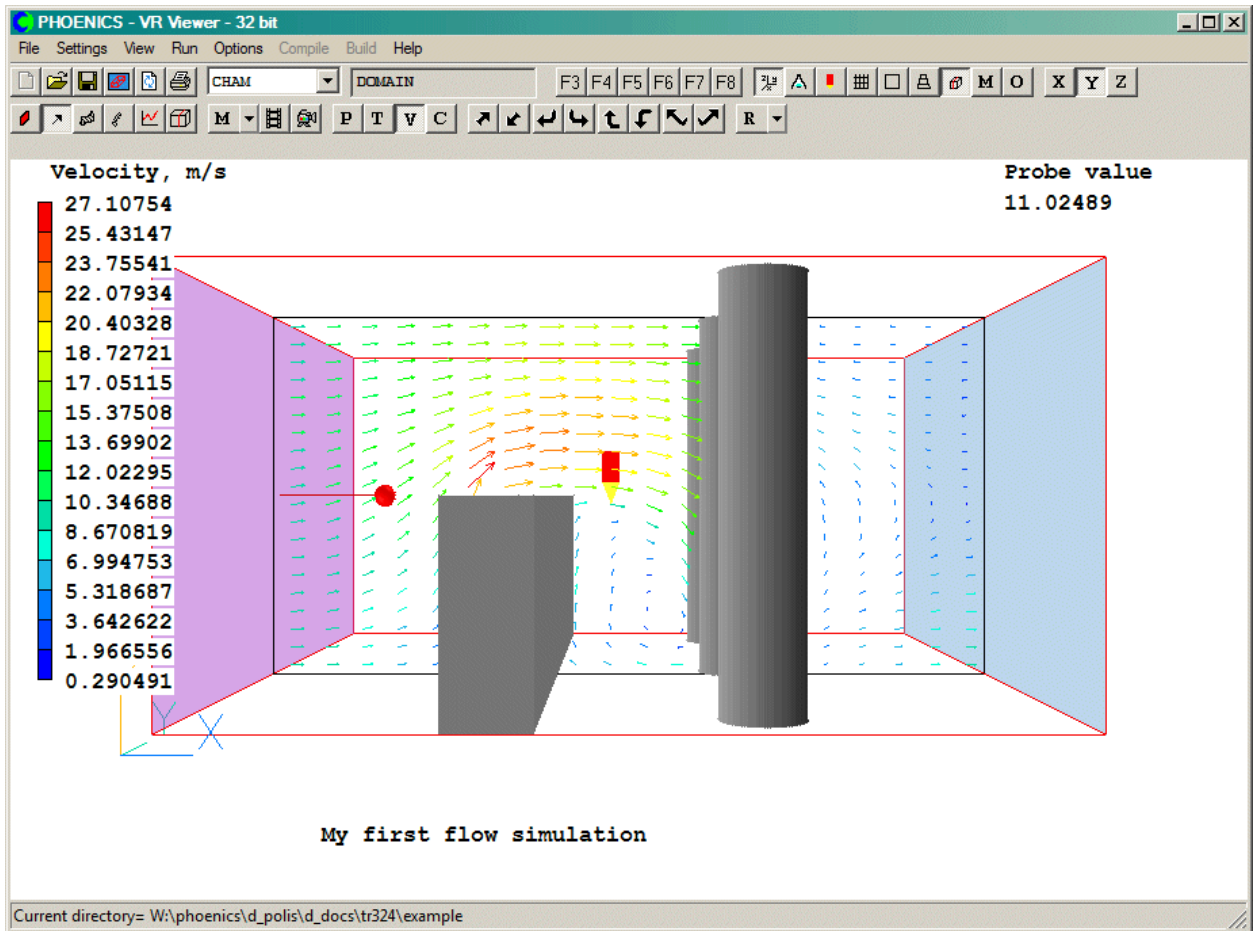 PHOENICS - VR Viewer - 32 bit
File Settings View Run Options Compile Build Help
CHAM DOMAIN F3 F4 F5 F6 F7 F8 M O X Y Z
M P T V C R
Velocity, m/s Probe value
27.10754 11.02489
25.43147
23.75541
22.07934
20.40328
18.72721
17.05115
15.37508
13.69902
12.02295
10.34688
8.670819
6.994753
5.318687
3.642622
1.966556
0.290491
Y X
My first flow simulation
Current directory= W:\phoenics\d_polis\d_docs\tr324\example